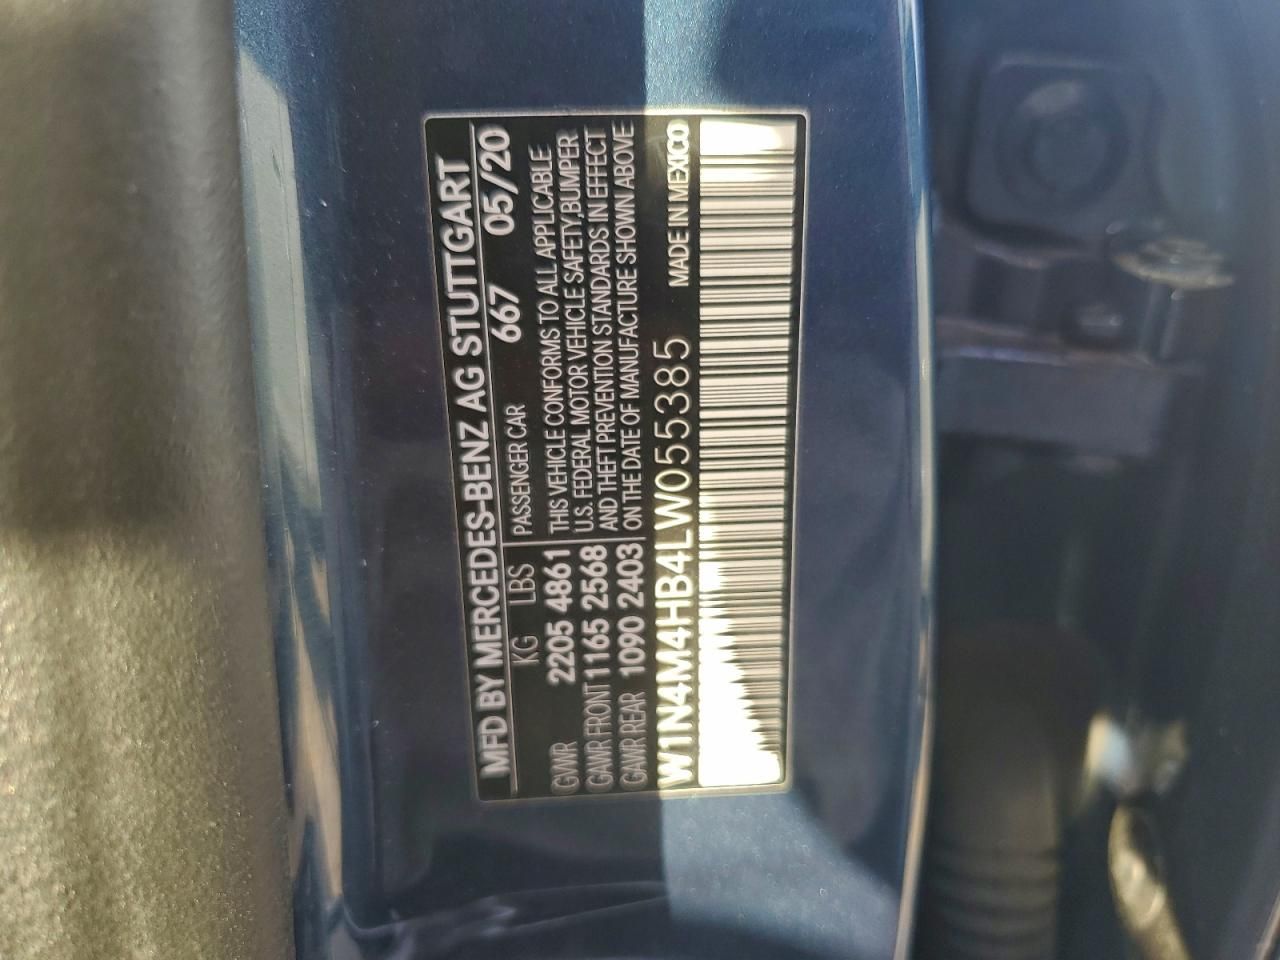 MFD BY MERCEDES-BENZ AG STUTTGART
KG LBS PASSENGER CAR 667 05/20
GVWR 2205 4861 THIS VEHICLE CONFORMS TO ALL APPLICABLE
GAWR FRONT 1165 2568 U.S. FEDERAL MOTOR VEHICLE SAFETY,BUMPER
GAWR REAR 1090 2403 AND THEFT PREVENTION STANDARDS IN EFFECT
ON THE DATE OF MANUFACTURE SHOWN ABOVE
W1N4M4HB4LW055385 MADE IN MEXICO